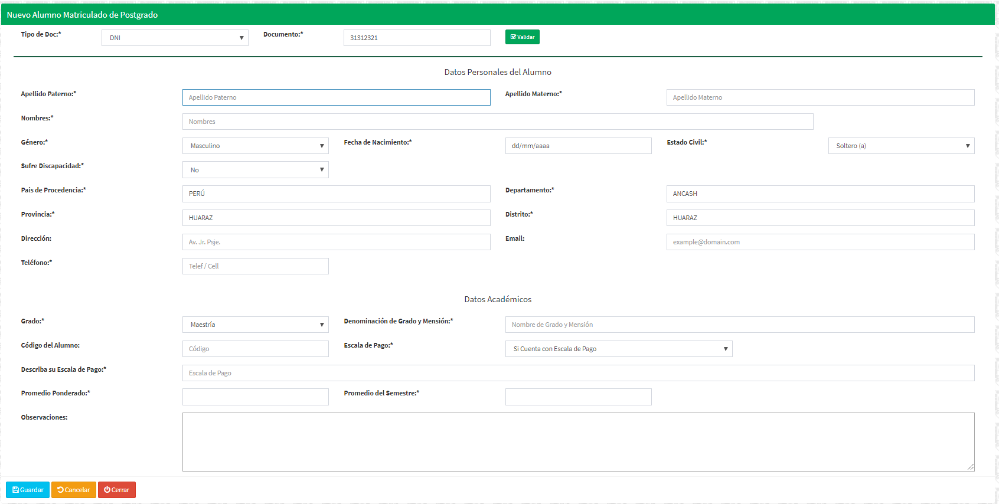 Nuevo Alumno Matriculado de Postgrado
Tipo de Doc:* DNI Documento:* 31312321 Validar
Datos Personales del Alumno
Apellido Paterno:* Apellido Paterno Apellido Materno:* Apellido Materno
Nombres:* Nombres
Género:* Masculino Fecha de Nacimiento:* dd/mm/aaaa Estado Civil:* Soltero (a)
Sufre Discapacidad:* No
Pais de Procedencia:* PERÚ Departamento:* ANCASH
Provincia:* HUARAZ Distrito:* HUARAZ
Dirección: Av. Jr. Psje. Email: example@domain.com
Teléfono:* Telef / Cell
Datos Académicos
Grado:* Maestría Denominación de Grado y Mensión:* Nombre de Grado y Mensión
Código del Alumno: Código Escala de Pago:* Si Cuenta con Escala de Pago
Describa su Escala de Pago:* Escala de Pago
Promedio Ponderado:* Promedio del Semestre:*
Observaciones:
Guardar Cancelar Cerrar